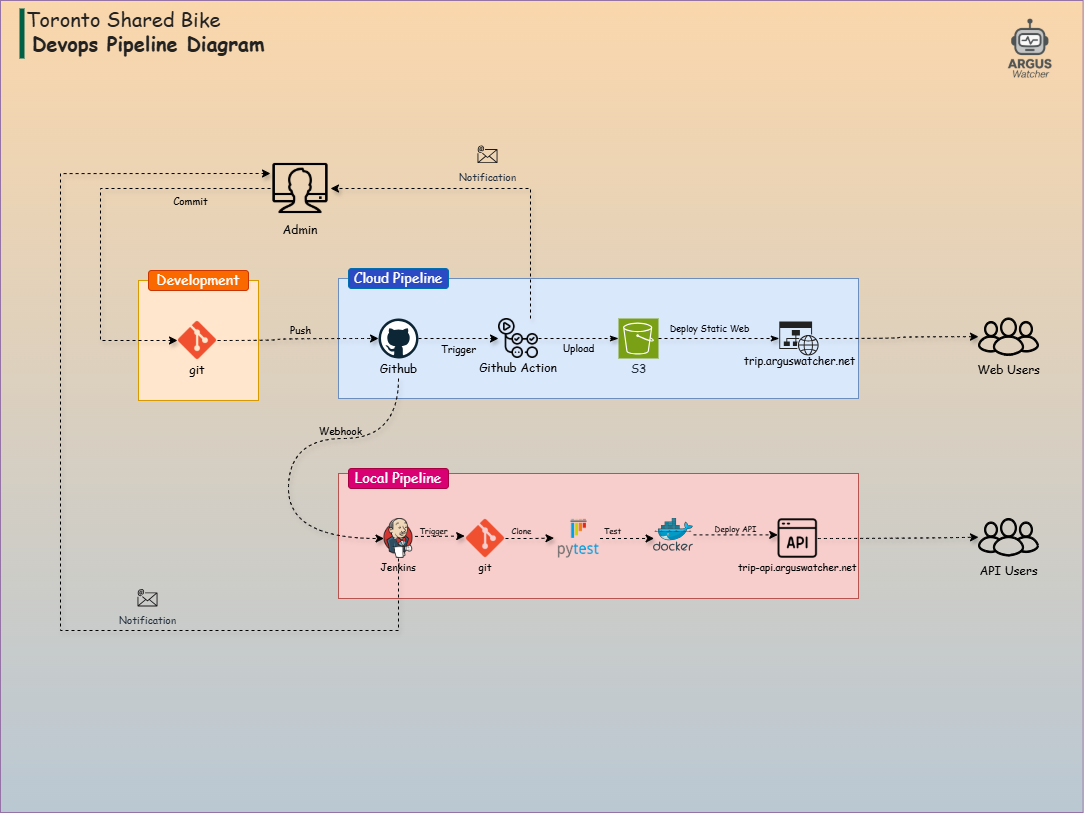 Toronto Shared Bike
Devops Pipeline Diagram
ARGUS
Watcher
Notification
Commit
Admin
Development
Cloud Pipeline
Push
Trigger
Upload
Deploy Static Web
git
Github
Github Action
S3
trip.arguswatcher.net
Web Users
Webhook
Local Pipeline
Trigger
Clone
Test
Deploy API
API
pytest
docker
Jenkins
git
trip-api.arguswatcher.net
API Users
Notification